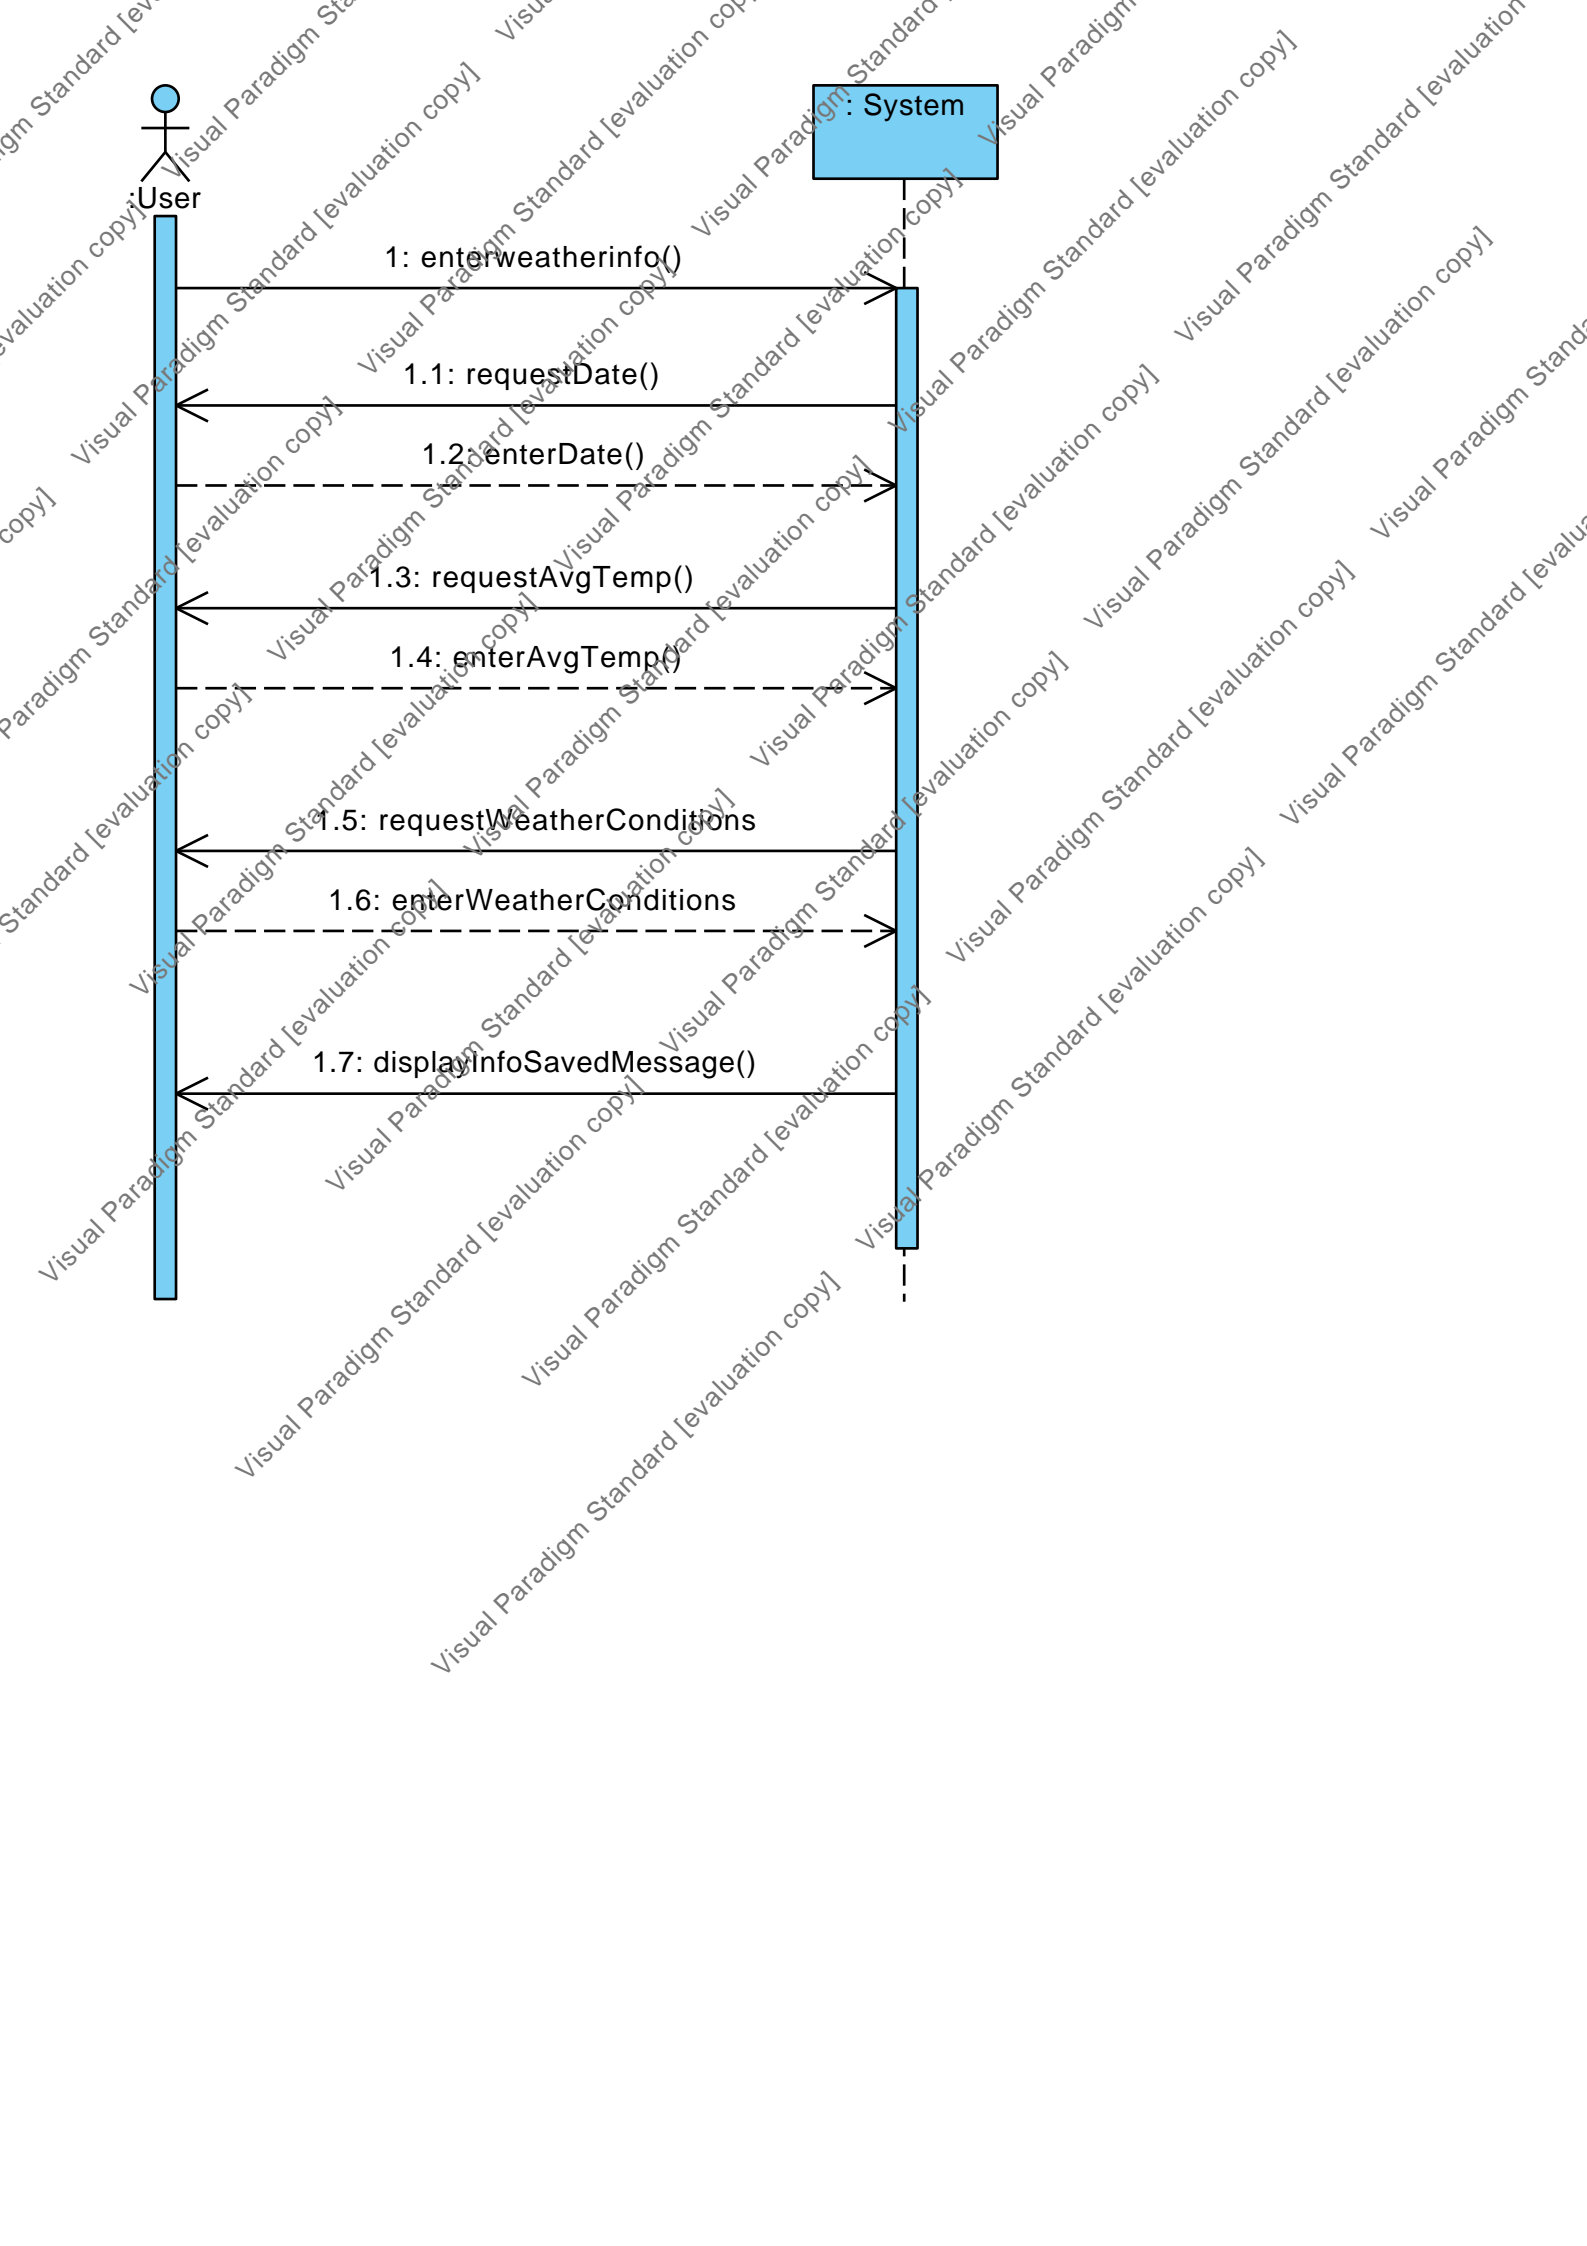 : System
:User
1: enterweatherinfo()
1.1: requestDate()
1.2: enterDate()
1.3: requestAvgTemp()
1.4: enterAvgTemp()
1.5: requestWeatherConditions
1.6: enterWeatherConditions
1.7: displayInfoSavedMessage()
Visual Paradigm Standard [evaluation copy]